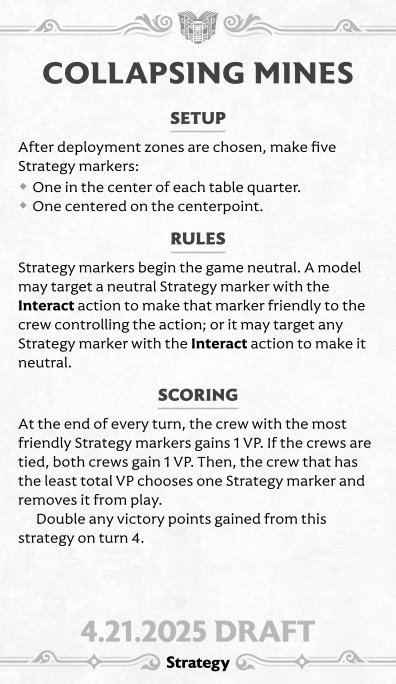 COLLAPSING MINES
SETUP
After deployment zones are chosen, make five
Strategy markers:
One in the center of each table quarter.
One centered on the centerpoint.
RULES
Strategy markers begin the game neutral. A model
may target a neutral Strategy marker with the
Interact action to make that marker friendly to the
crew controlling the action; or it may target any
Strategy marker with the Interact action to make it
neutral.
SCORING
At the end of every turn, the crew with the most
friendly Strategy markers gains 1 VP. If the crews are
tied, both crews gain 1 VP. Then, the crew that has
the least total VP chooses one Strategy marker and
removes it from play.
Double any victory points gained from this
strategy on turn 4.
4.21.2025 DRAFT
Strategy